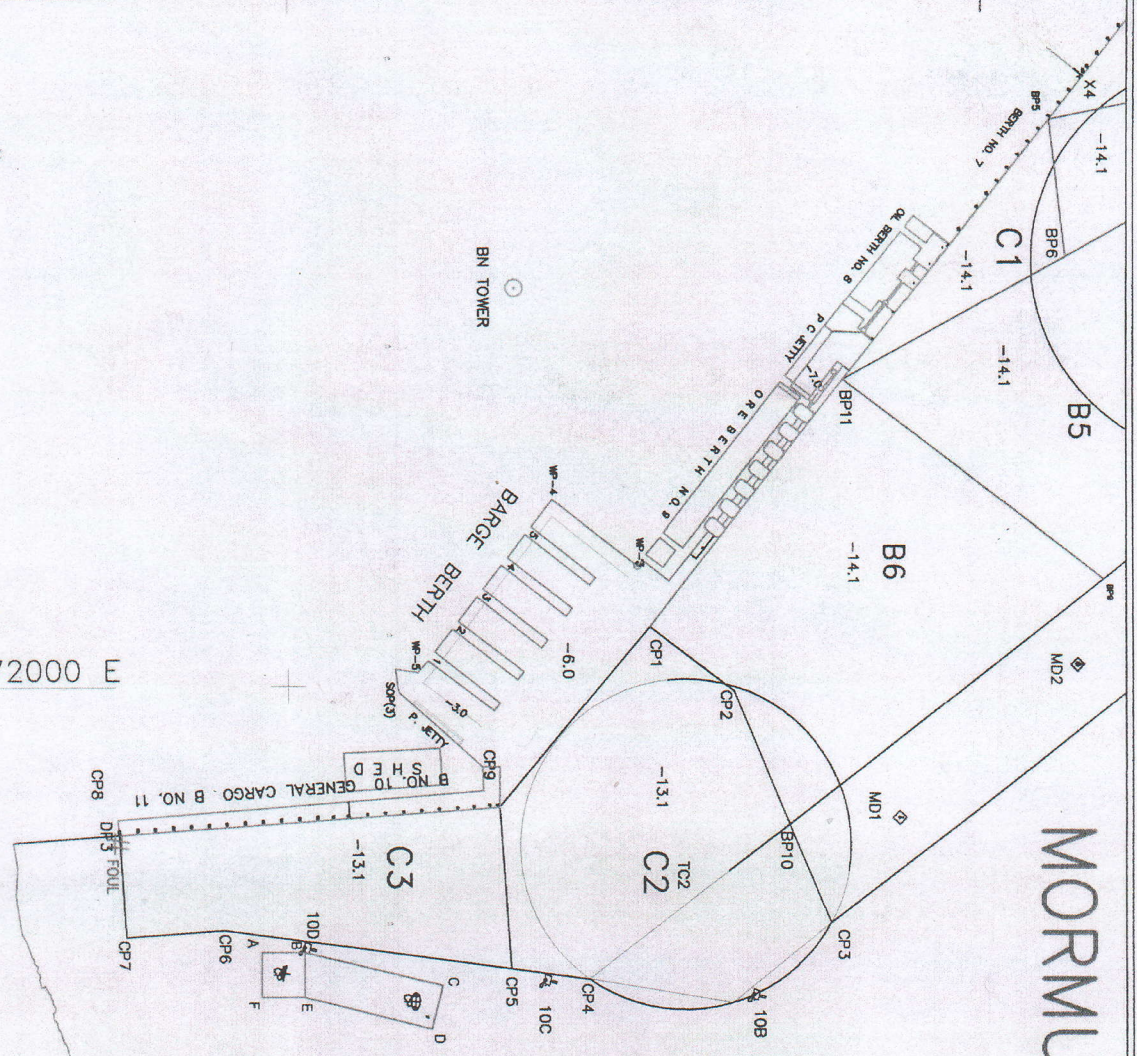 X4
BP5
BERTH NO. 7
-14.1
BP6
C1
-14.1
-14.1
B5
OIL BERTH NO. 8
P C JETTY
-7.0
BP11
ORE BERTH NO.9
BN TOWER
B6
-14.1
BP9
MD2
MD1
WP-4
WP-3
BARGE BERTH
5
4
3
2
1
WP-5
-6.0
-3.0
SOP(3)
P. JETTY
72000 E
CP1
CP2
-13.1
C2
TC2
BP10
CP3
CP9
SHED
B NO. 10
GENERAL CARGO B NO. 11
CP8
FOUL
-13.1
C3
CP7
CP6
10D
A
B
C
D
E
F
CP5
10C
CP4
10B
MORMU